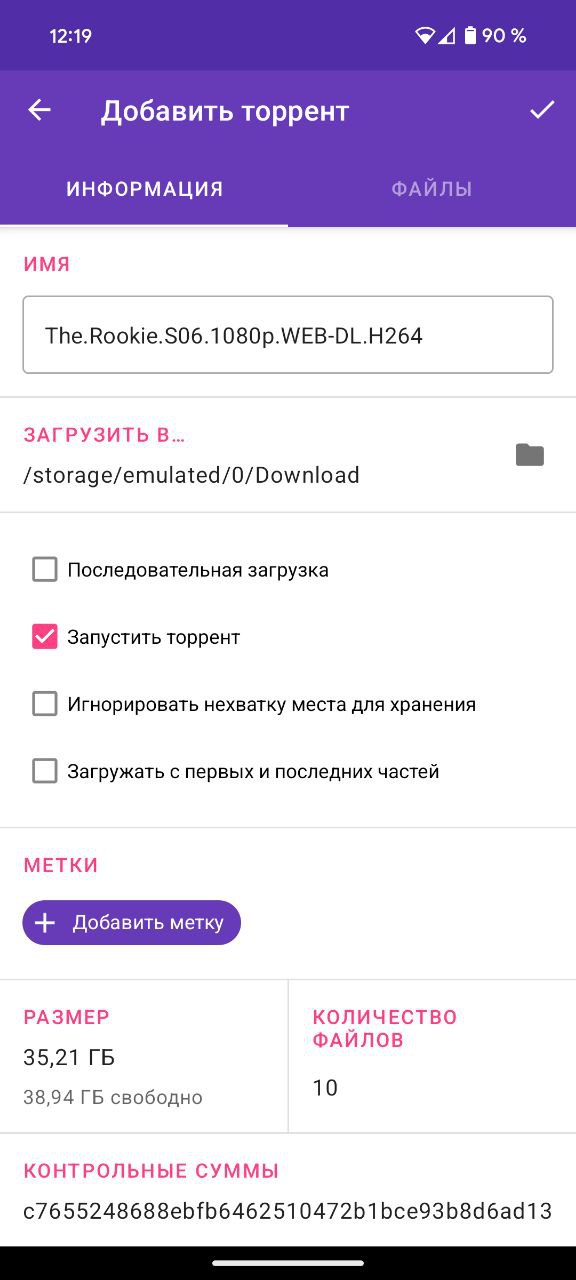 12:19
90 %
Добавить торрент
ИНФОРМАЦИЯ
ФАЙЛЫ
ИМЯ
The.Rookie.S06.1080p.WEB-DL.H264
ЗАГРУЗИТЬ В...
/storage/emulated/0/Download
Последовательная загрузка
Запустить торрент
Игнорировать нехватку места для хранения
Загружать с первых и последних частей
МЕТКИ
Добавить метку
РАЗМЕР
35,21 ГБ
38,94 ГБ свободно
КОЛИЧЕСТВО
ФАЙЛОВ
10
КОНТРОЛЬНЫЕ СУММЫ
c7655248688ebfb6462510472b1bce93b8d6ad13